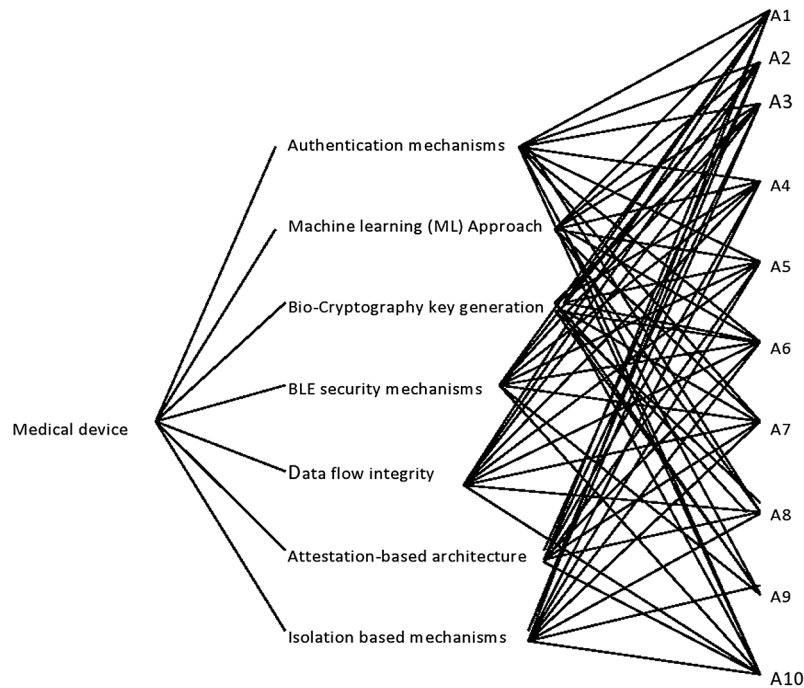 Medical device
Authentication mechanisms
Machine learning (ML) Approach
Bio-Cryptography key generation
BLE security mechanisms
Data flow integrity
Attestation-based architecture
Isolation based mechanisms
A1
A2
A3
A4
A5
A6
A7
A8
A9
A10